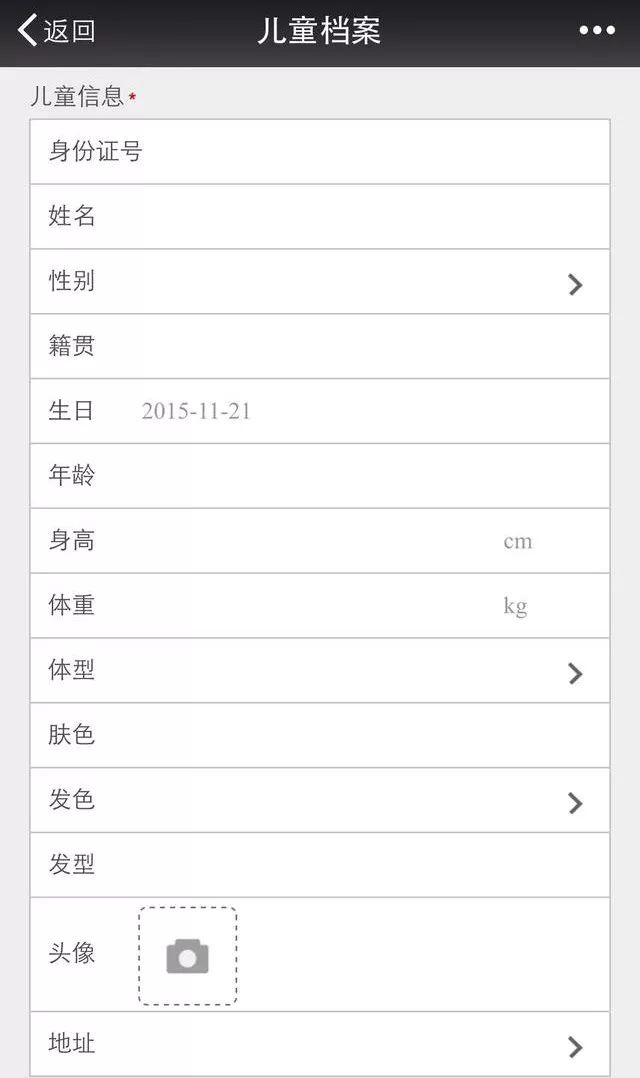 返回 儿童档案
儿童信息*
身份证号
姓名
性别
籍贯
生日 2015-11-21
年龄
身高 cm
体重 kg
体型
肤色
发色
发型
头像
地址